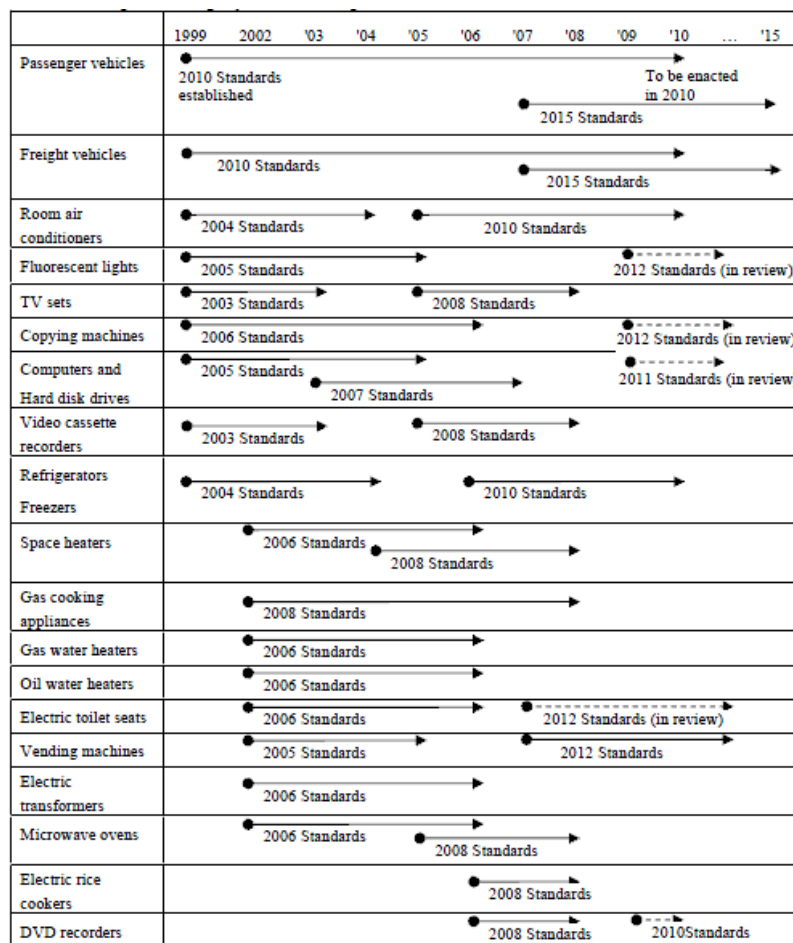 1999 2002 '03 '04 '05 '06 '07 '08 '09 '10 ... '15
Passenger vehicles
2010 Standards
established
To be enacted
in 2010
2015 Standards
Freight vehicles
2010 Standards
2015 Standards
Room air
conditioners
2004 Standards
2010 Standards
Fluorescent lights
2005 Standards
2012 Standards (in review)
TV sets
2003 Standards
2008 Standards
Copying machines
2006 Standards
2012 Standards (in review)
Computers and
Hard disk drives
2005 Standards
2007 Standards
2011 Standards (in review
Video cassette
recorders
2003 Standards
2008 Standards
Refrigerators
Freezers
2004 Standards
2010 Standards
Space heaters
2006 Standards
2008 Standards
Gas cooking
appliances
2008 Standards
Gas water heaters
2006 Standards
Oil water heaters
2006 Standards
Electric toilet seats
2006 Standards
2012 Standards (in review)
Vending machines
2005 Standards
2012 Standards
Electric
transformers
2006 Standards
Microwave ovens
2006 Standards
2008 Standards
Electric rice
cookers
2008 Standards
DVD recorders
2008 Standards
2010Standards